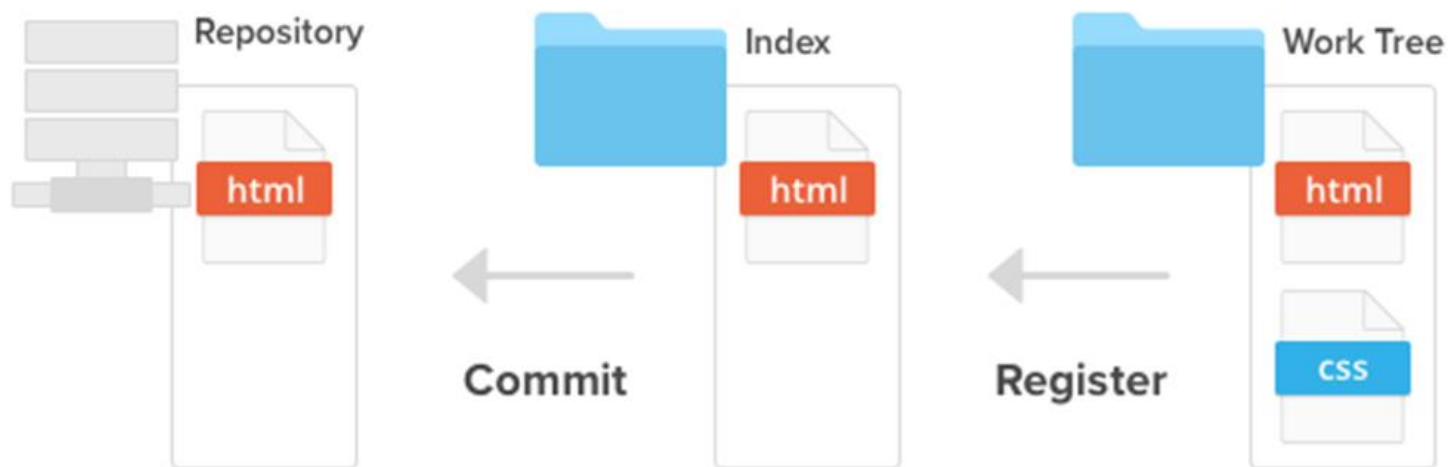 Repository
Index
Work Tree
html
html
html
Commit
Register
css